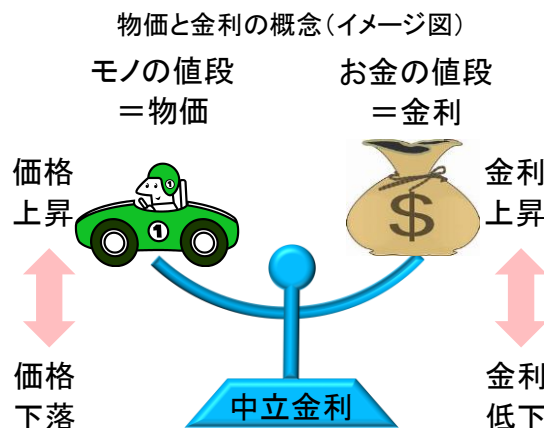 物価と金利の概念(イメージ図)
モノの値段
＝物価
お金の値段
＝金利
価格
上昇
金利
上昇
1
1
$
価格
下落
中立金利
金利
低下